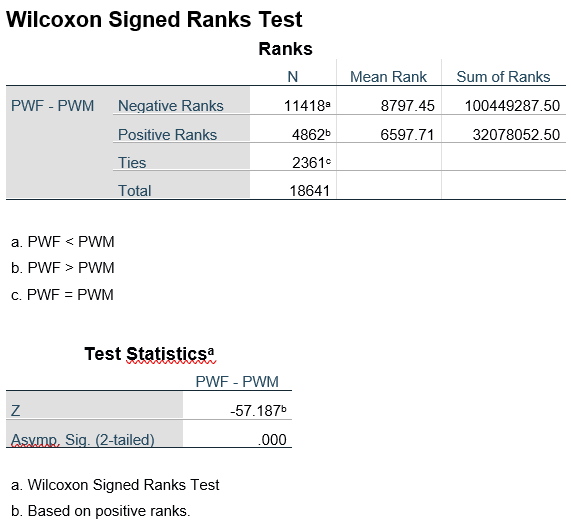 Wilcoxon Signed Ranks Test
Ranks
N Mean Rank Sum of Ranks
PWF - PWM Negative Ranks 11418ᵃ 8797.45 100449287.50
Positive Ranks 4862ᵇ 6597.71 32078052.50
Ties 2361ᶜ
Total 18641
a. PWF < PWM
b. PWF > PWM
c. PWF = PWM
Test Statisticsᵃ
PWF - PWM
Z -57.187ᵇ
Asymp. Sig. (2-tailed) .000
a. Wilcoxon Signed Ranks Test
b. Based on positive ranks.